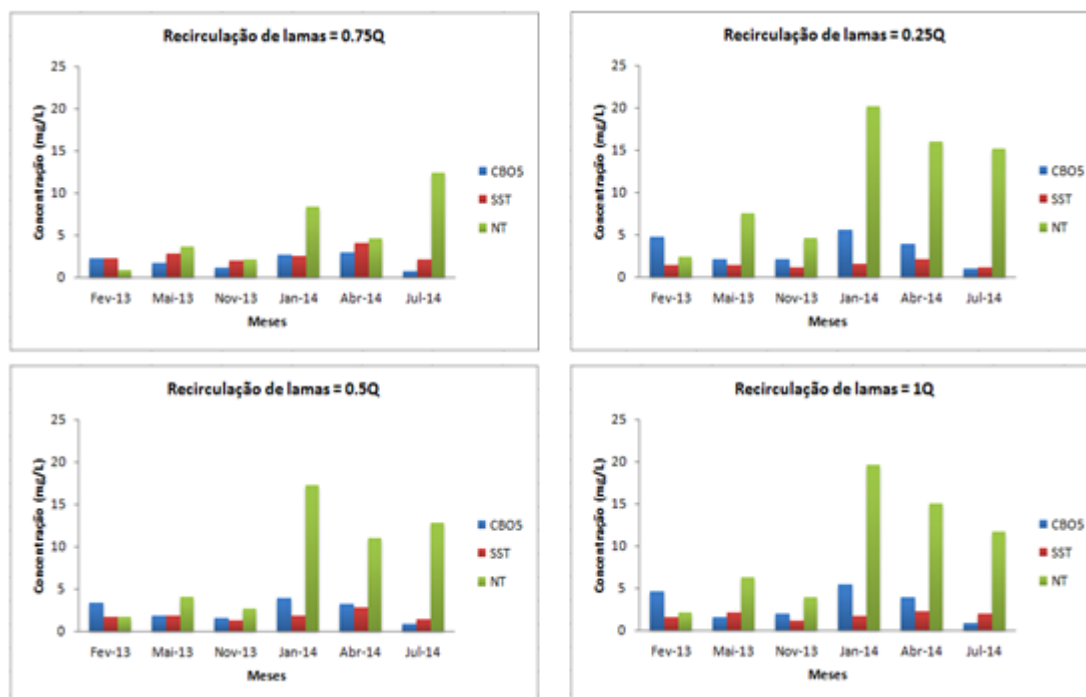 Recirculação de lamas = 0.75Q
Concentração (mg/L)
25
20
15
10
5
0
Fev-13 Mai-13 Nov-13 Jan-14 Abr-14 Jul-14
Meses
CBO5
SST
NT
Recirculação de lamas = 0.25Q
Concentração (mg/L)
25
20
15
10
5
0
Fev-13 Mai-13 Nov-13 Jan-14 Abr-14 Jul-14
Meses
CBO5
SST
NT
Recirculação de lamas = 0.5Q
Concentração (mg/L)
25
20
15
10
5
0
Fev-13 Mai-13 Nov-13 Jan-14 Abr-14 Jul-14
Meses
CBO5
SST
NT
Recirculação de lamas = 1Q
Concentração (mg/L)
25
20
15
10
5
0
Fev-13 Mai-13 Nov-13 Jan-14 Abr-14 Jul-14
Meses
CBO5
SST
NT